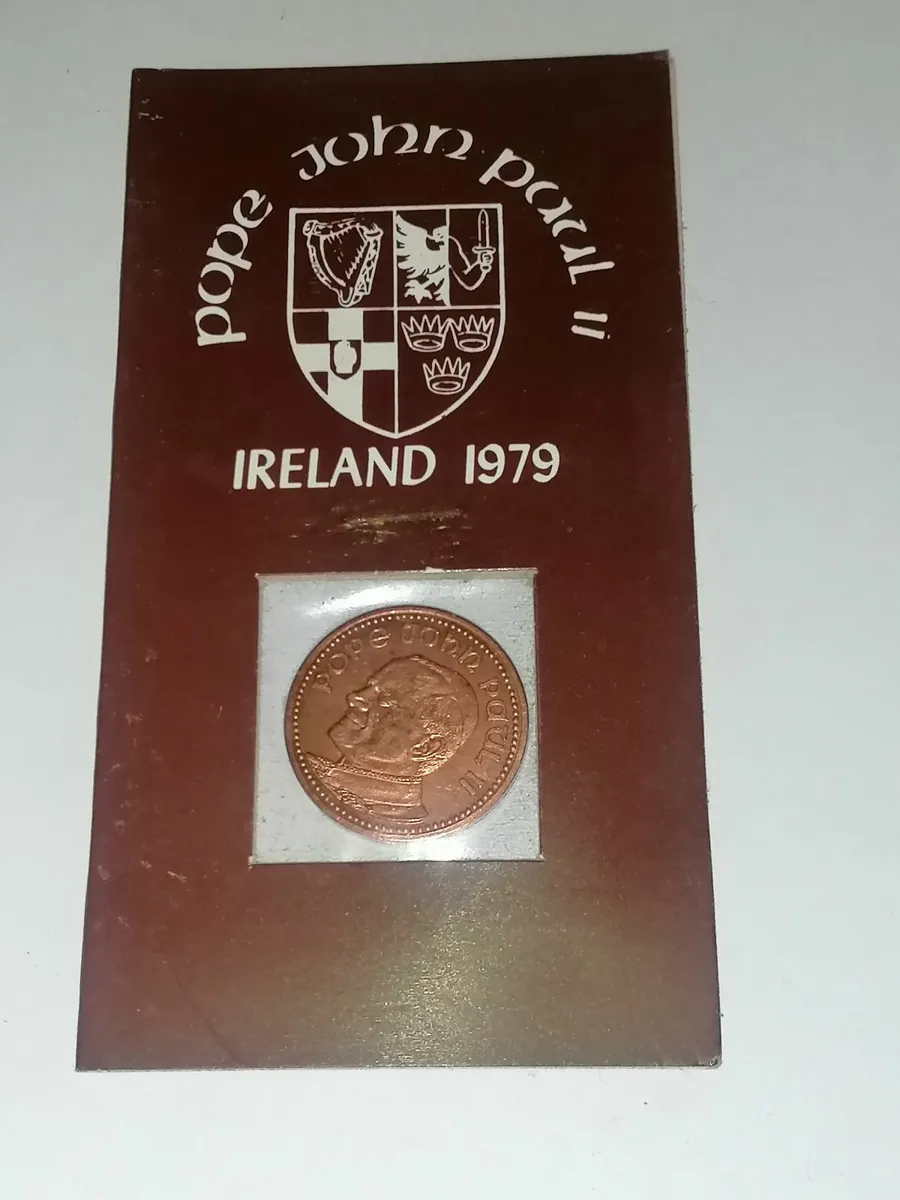 Pope John Paul II
IRELAND 1979
POPE JOHN PAUL II